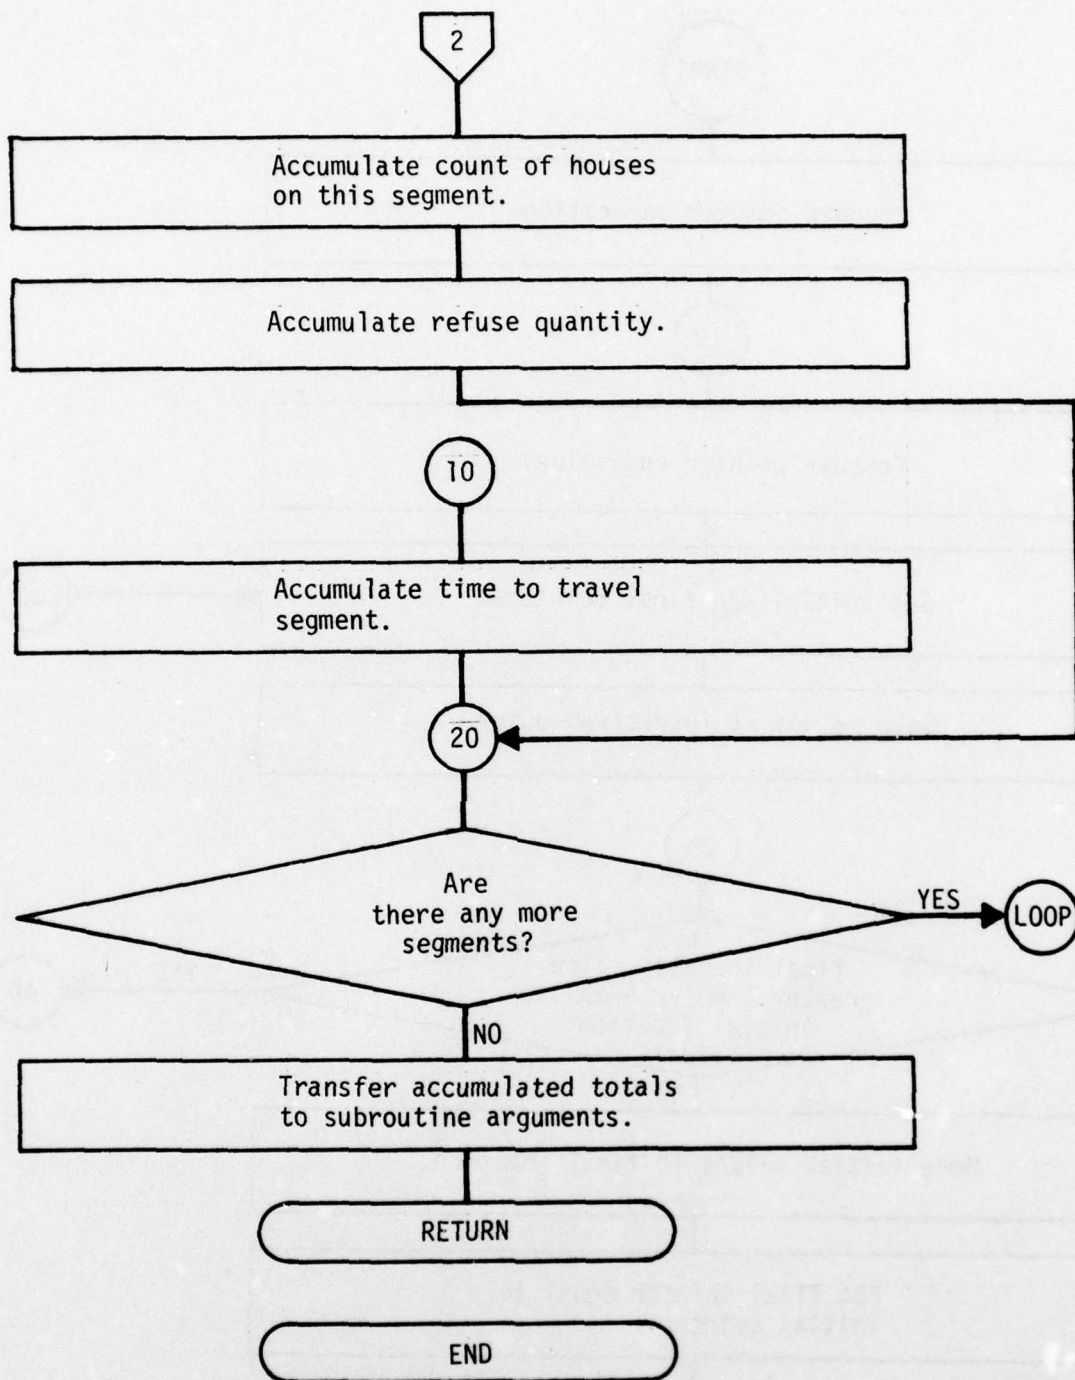 2
Accumulate count of houses
on this segment.
Accumulate refuse quantity.
10
Accumulate time to travel
segment.
20
Are
there any more
segments?
YES
LOOP
NO
Transfer accumulated totals
to subroutine arguments.
RETURN
END